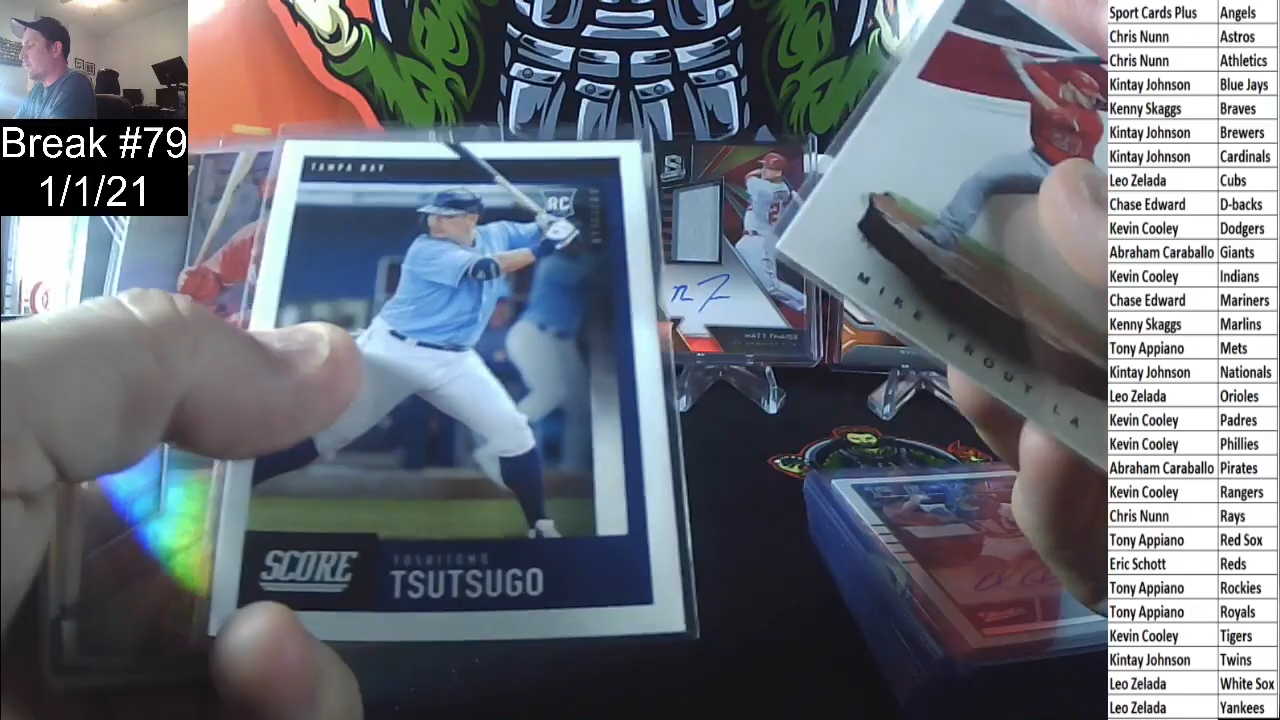 Break #79
1/1/21
TAMPA BAY
RC
SCORE
YOSHITOMO
TSUTSUGO
MATT THAISS
MIKE TROUT LA
Sport Cards Plus Angels
Chris Nunn Astros
Chris Nunn Athletics
Kintay Johnson Blue Jays
Kenny Skaggs Braves
Kintay Johnson Brewers
Kintay Johnson Cardinals
Leo Zelada Cubs
Chase Edward D-backs
Kevin Cooley Dodgers
Abraham Caraballo Giants
Kevin Cooley Indians
Chase Edward Mariners
Kenny Skaggs Marlins
Tony Appiano Mets
Kintay Johnson Nationals
Leo Zelada Orioles
Kevin Cooley Padres
Kevin Cooley Phillies
Abraham Caraballo Pirates
Kevin Cooley Rangers
Chris Nunn Rays
Tony Appiano Red Sox
Eric Schott Reds
Tony Appiano Rockies
Tony Appiano Royals
Kevin Cooley Tigers
Kintay Johnson Twins
Leo Zelada White Sox
Leo Zelada Yankees